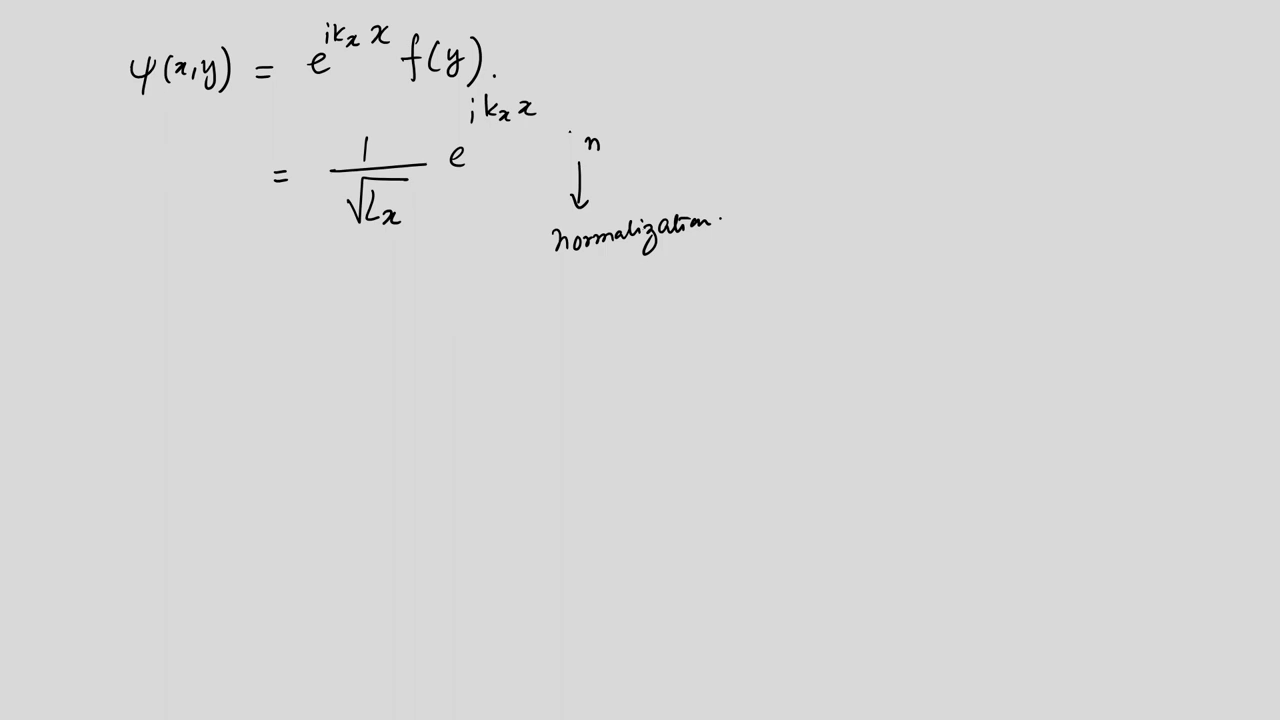 ψ(x,y) = e^{ik_x x} f(y).
= 1/√L_x e^{ik_x x} n
↓
normalization.